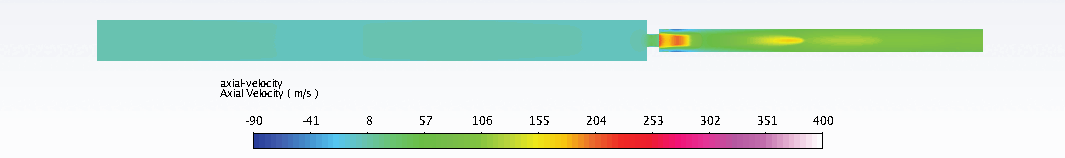 axial-velocity
Axial Velocity ( m/s )
-90 -41 8 57 106 155 204 253 302 351 400